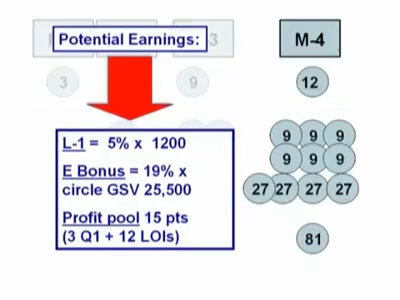 Potential Earnings:
3
M-4
3
9
12
L-1 = 5% x 1200
E Bonus = 19% x
circle GSV 25,500
Profit pool 15 pts
(3 Q1 + 12 LOIs)
9 9 9
9 9 9
27 27 27 27
81